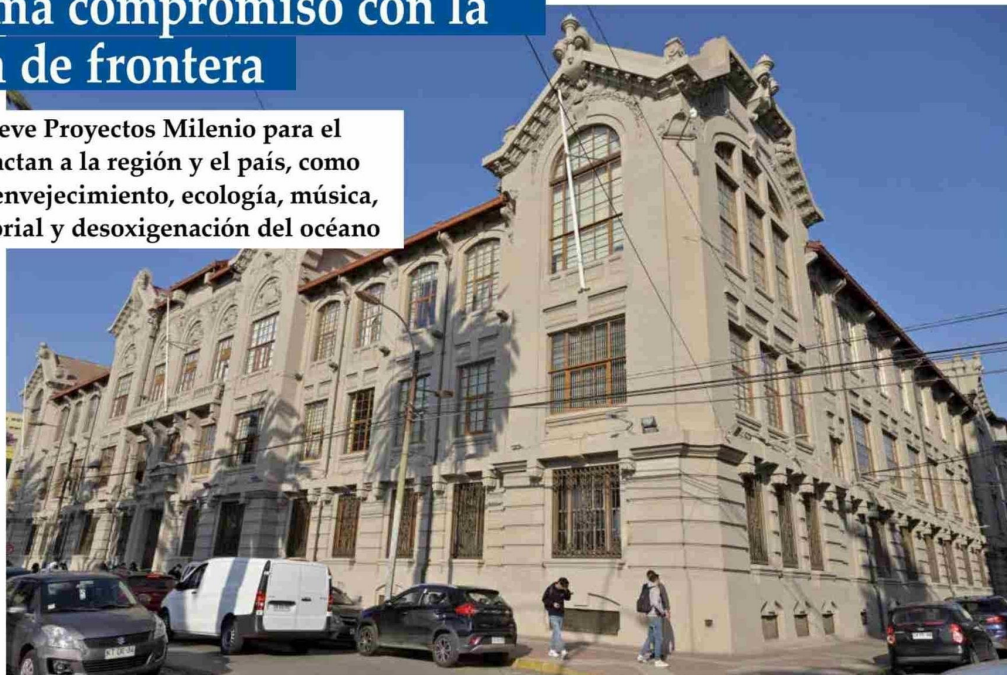 ma compromiso con la
n de frontera
eve Proyectos Milenio para el
actan a la región y el país, como
envejecimiento, ecología, música,
orial y desoxigenación del océano